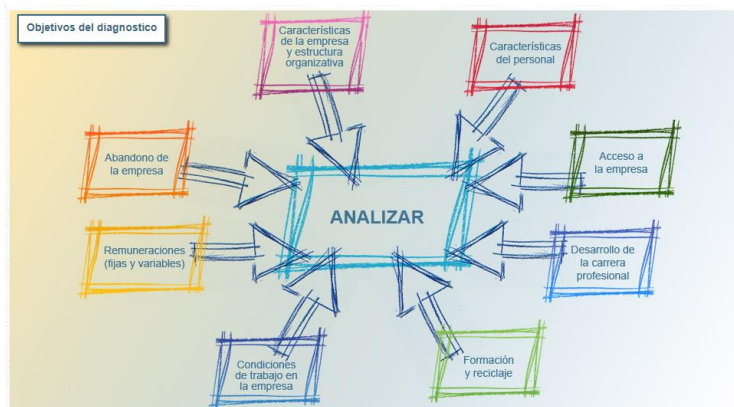 Objetivos del diagnostico
Características
de la empresa
y estructura
organizativa
Características
del personal
Abandono de
la empresa
Acceso a
la empresa
ANALIZAR
Remuneraciones
(fijas y variables)
Desarrollo de
la carrera
profesional
Condiciones
de trabajo en
la empresa
Formación
y reciclaje